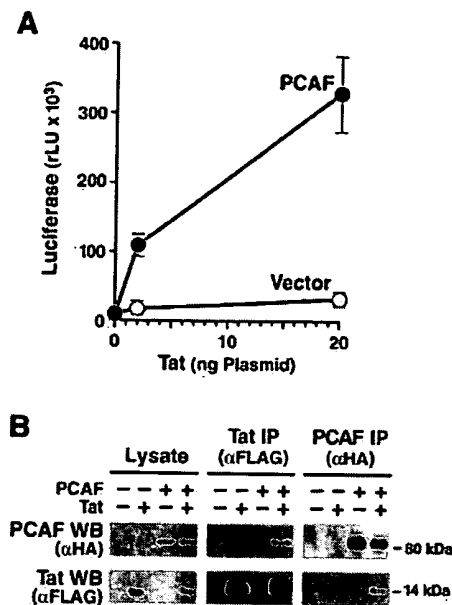 A
400
300
200
100
0
Luciferase (rLU x 10³)
PCAF
Vector
0 10 20
Tat (ng Plasmid)
B
Lysate
Tat IP
(αFLAG)
PCAF IP
(αHA)
PCAF − − + + − − + + − − + +
Tat − + − + − + − + − + − +
PCAF WB
(αHA)
– 80 kDa
Tat WB
(αFLAG)
– 14 kDa